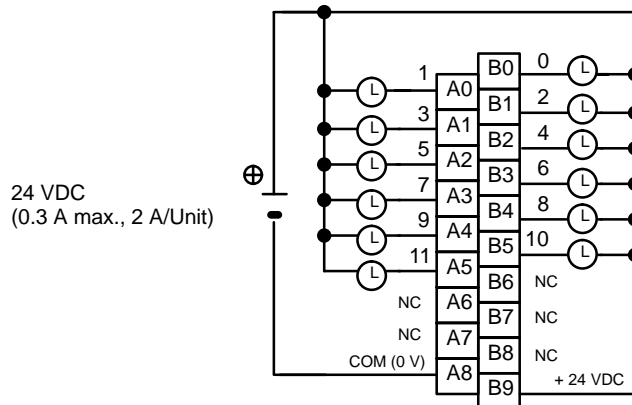 B0 0 L
L 1 A0
B1 2 L
L 3 A1
B2 4 L
L 5 A2
B3 6 L
L 7 A3
B4 8 L
L 9 A4
B5 10 L
L 11 A5
B6 NC
NC A6
B7 NC
NC A7
B8 NC
COM (0 V) A8
B9 + 24 VDC
24 VDC
(0.3 A max., 2 A/Unit)